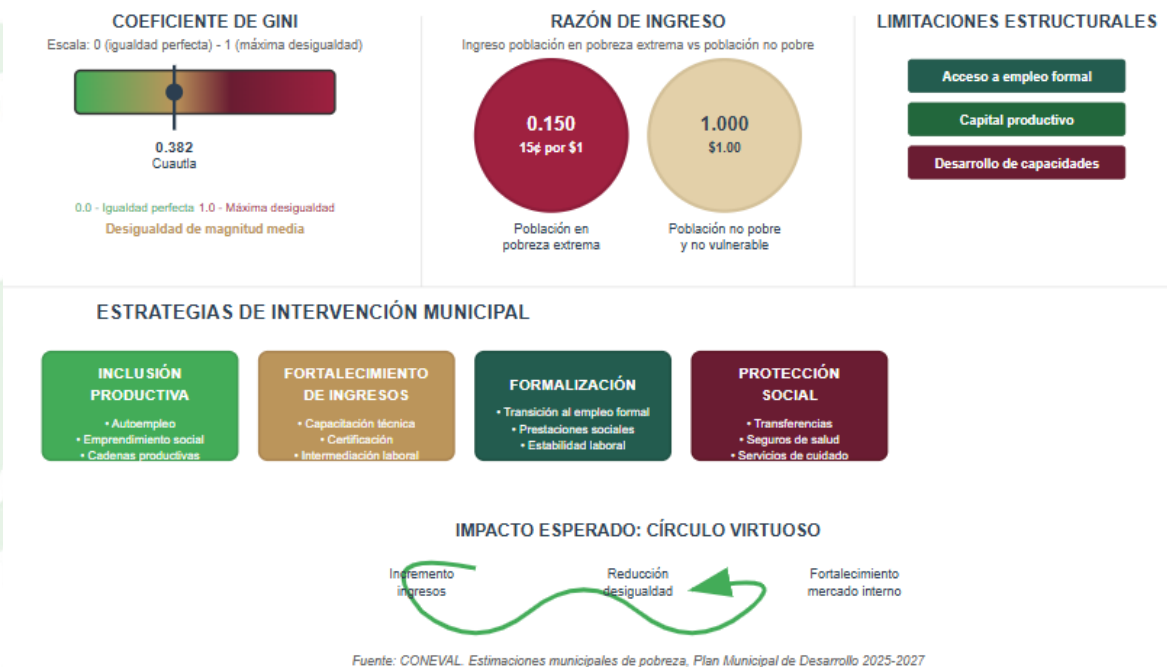 COEFICIENTE DE GINI
Escala: 0 (igualdad perfecta) - 1 (máxima desigualdad)
0.382
Cuautla
0.0 - Igualdad perfecta 1.0 - Máxima desigualdad
Desigualdad de magnitud media
RAZÓN DE INGRESO
Ingreso población en pobreza extrema vs población no pobre
0.150
15¢ por $1
1.000
$1.00
Población en
pobreza extrema
Población no pobre
y no vulnerable
LIMITACIONES ESTRUCTURALES
Acceso a empleo formal
Capital productivo
Desarrollo de capacidades
ESTRATEGIAS DE INTERVENCIÓN MUNICIPAL
INCLUSIÓN
PRODUCTIVA
• Autoempleo
• Emprendimiento social
• Cadenas productivas
FORTALECIMIENTO
DE INGRESOS
• Capacitación técnica
• Certificación
• Intermediación laboral
FORMALIZACIÓN
• Transición al empleo formal
• Prestaciones sociales
• Estabilidad laboral
PROTECCIÓN
SOCIAL
• Transferencias
• Seguros de salud
• Servicios de cuidado
IMPACTO ESPERADO: CÍRCULO VIRTUOSO
Incremento
ingresos
Reducción
desigualdad
Fortalecimiento
mercado interno
Fuente: CONEVAL. Estimaciones municipales de pobreza, Plan Municipal de Desarrollo 2025-2027